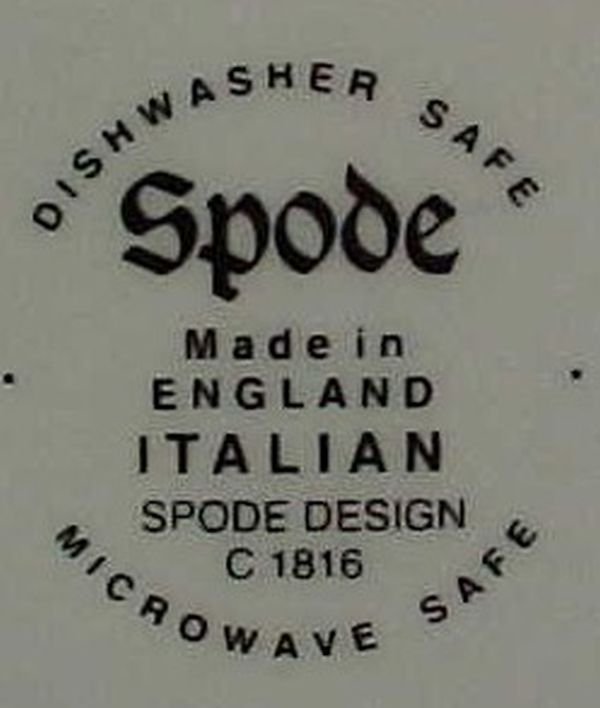 DISHWASHER SAFE
Spode
Made in
ENGLAND
ITALIAN
SPODE DESIGN
C 1816
MICROWAVE SAFE